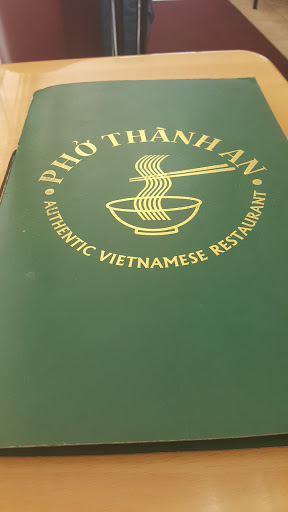 • PHỞ THÀNH AN •
AUTHENTIC VIETNAMESE RESTAURANT